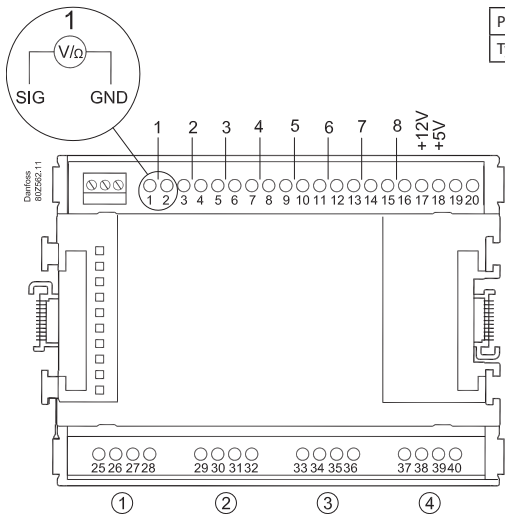 1
V/Ω
SIG GND
P
T
1 2 3 4 5 6 7 8 +12V +5V
Danfoss
80Z562.11
1 2 3 4 5 6 7 8 9 10 11 12 13 14 15 16 17 18 19 20
25 26 27 28 29 30 31 32 33 34 35 36 37 38 39 40
1 2 3 4